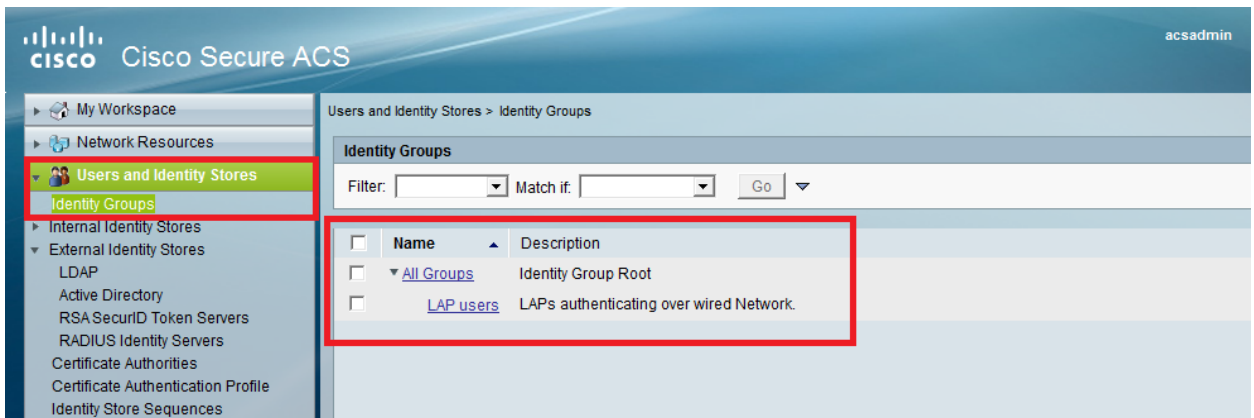 cisco Cisco Secure ACS
acsadmin
My Workspace
Network Resources
Users and Identity Stores
Identity Groups
Internal Identity Stores
External Identity Stores
LDAP
Active Directory
RSA SecurID Token Servers
RADIUS Identity Servers
Certificate Authorities
Certificate Authentication Profile
Identity Store Sequences
Users and Identity Stores > Identity Groups
Identity Groups
Filter: Match if: Go
Name Description
All Groups Identity Group Root
LAP users LAPs authenticating over wired Network.